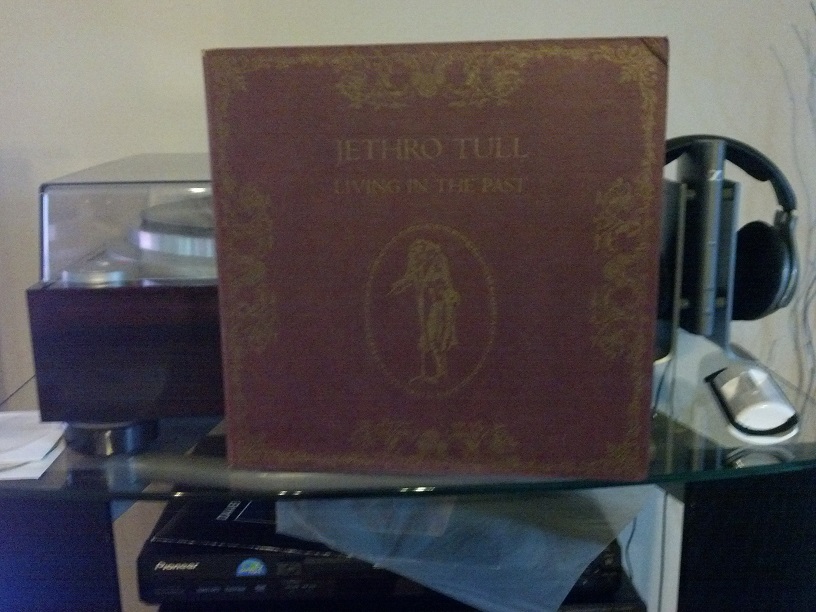 JETHRO TULL
LIVING IN THE PAST
Pioneer